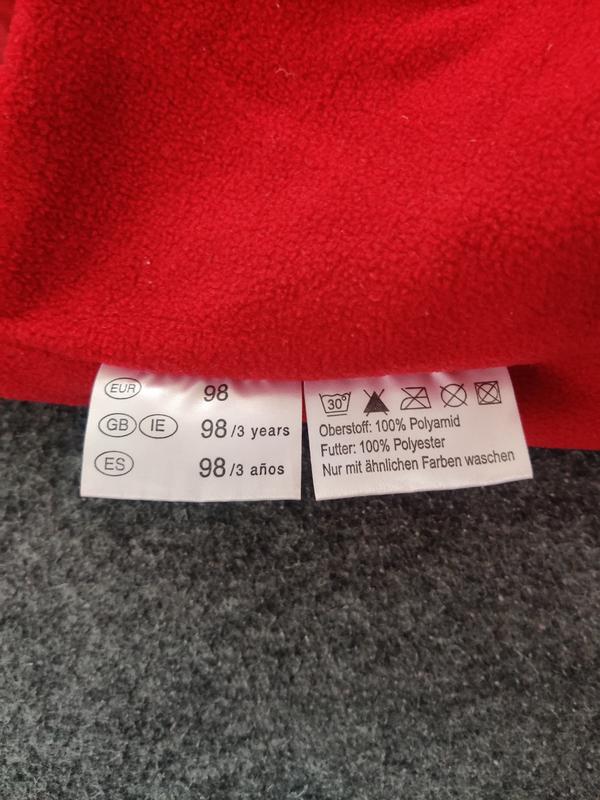 EUR 98
GB IE 98 /3 years
ES 98 /3 años
30°
Oberstoff: 100% Polyamid
Futter: 100% Polyester
Nur mit ähnlichen Farben waschen